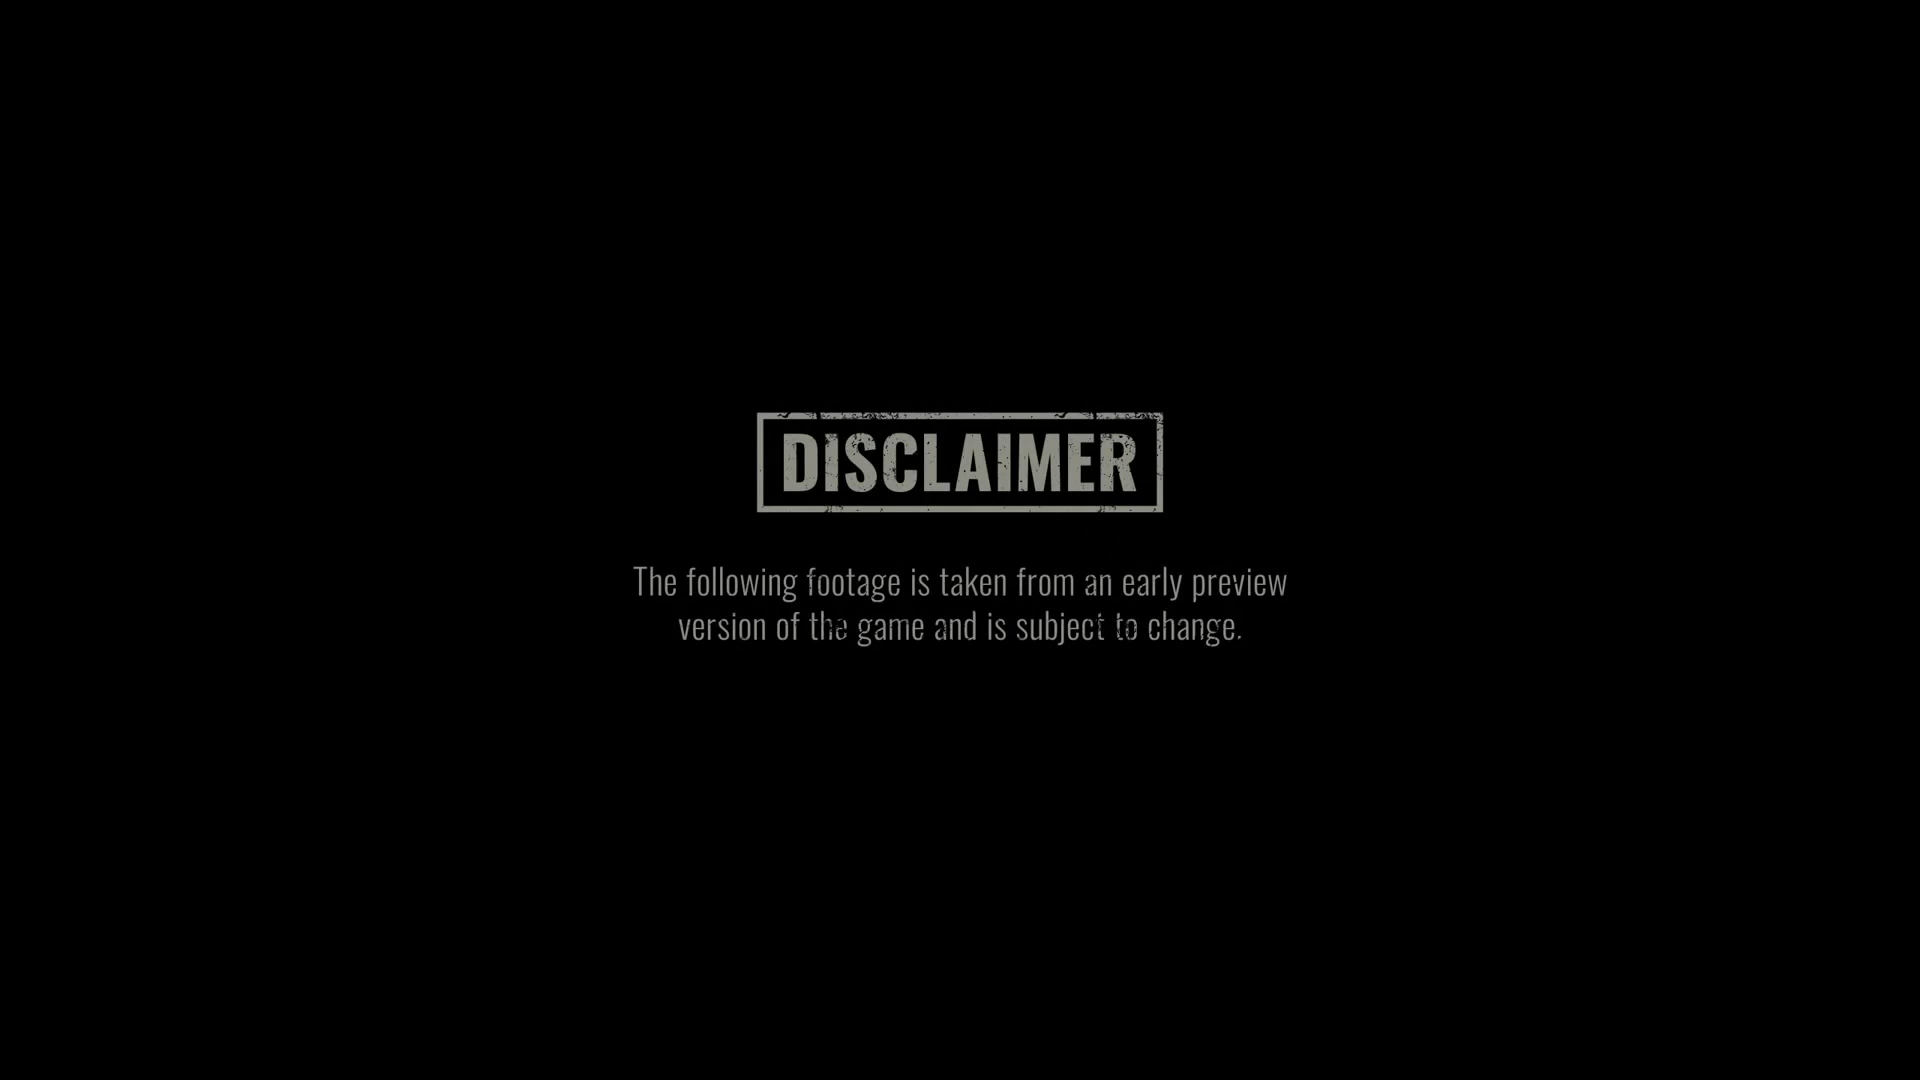 DISCLAIMER
The following footage is taken from an early preview
version of the game and is subject to change.